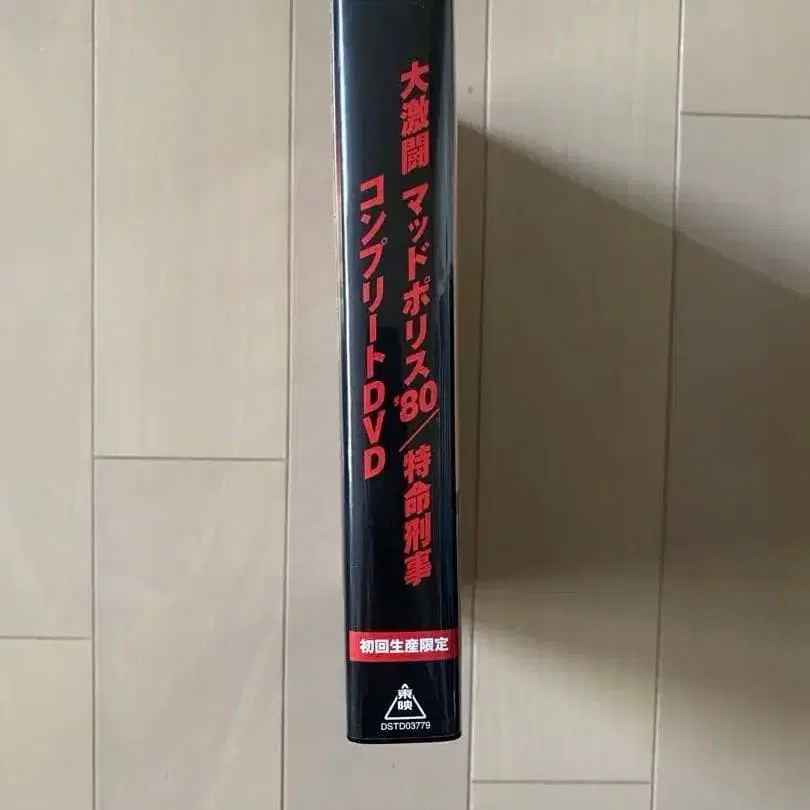 大激闘 マッドポリス'80/特命刑事
コンプリートDVD
初回生産限定
東映
DSTD03779